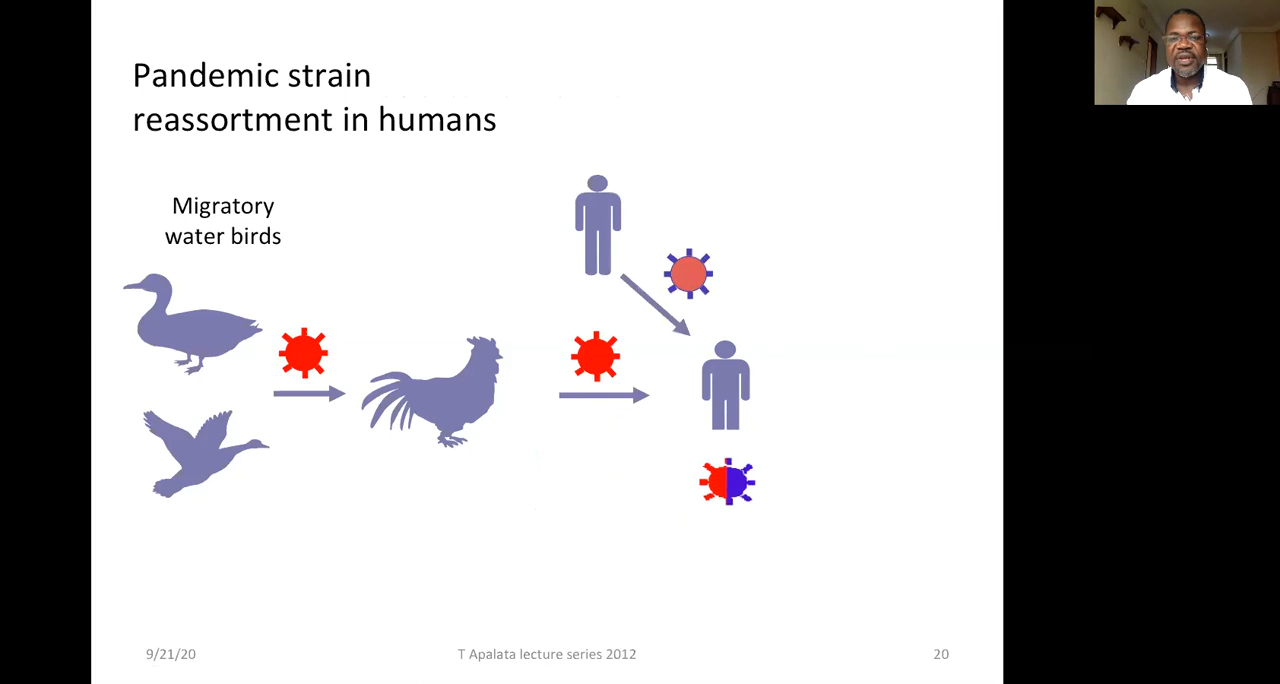 Pandemic strain
reassortment in humans
Migratory
water birds
9/21/20
T Apalata lecture series 2012
20